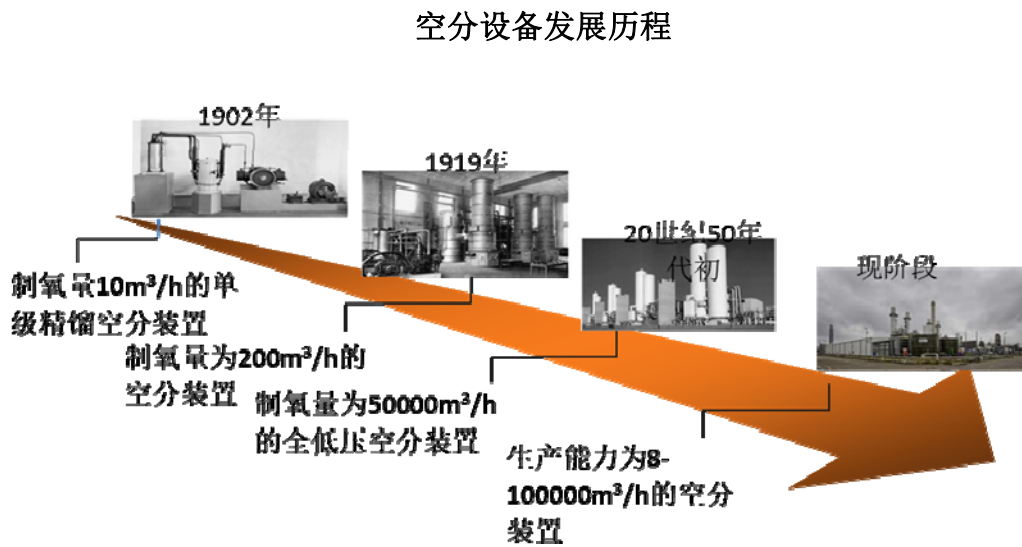 空分设备发展历程
1902年
1919年
20世纪50年
代初
现阶段
制氧量10m³/h的单
级精馏空分装置
制氧量为200m³/h的
空分装置
制氧量为50000m³/h
的全低压空分装置
生产能力为8-
100000m³/h的空分
装置